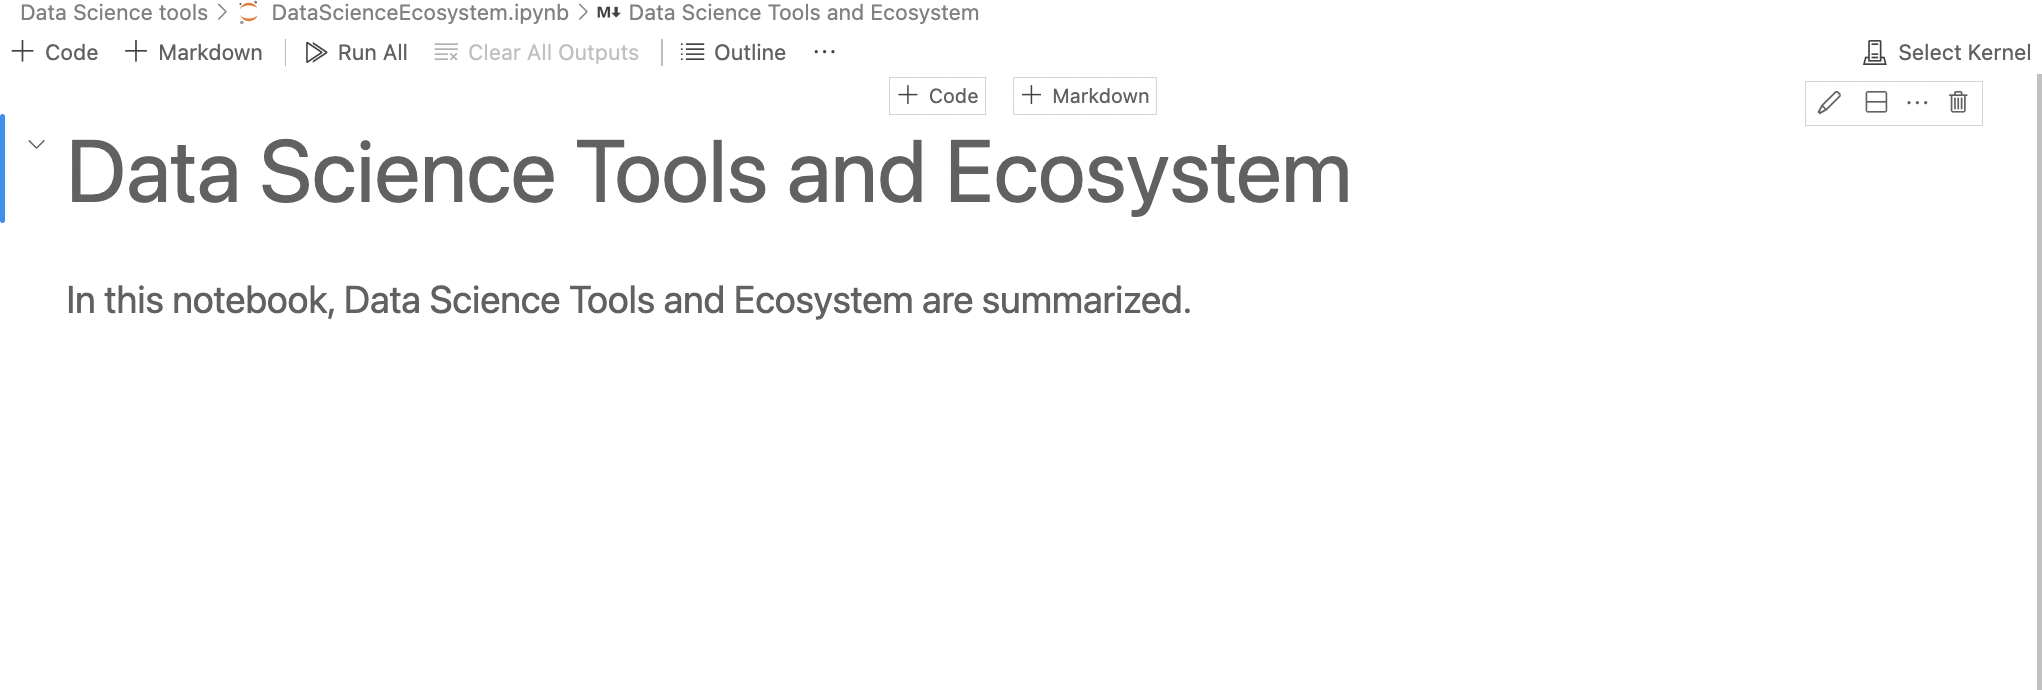 Data Science tools > DataScienceEcosystem.ipynb > M↓ Data Science Tools and Ecosystem
+ Code + Markdown | Run All Clear All Outputs | Outline ... Select Kernel
+ Code + Markdown
Data Science Tools and Ecosystem
In this notebook, Data Science Tools and Ecosystem are summarized.